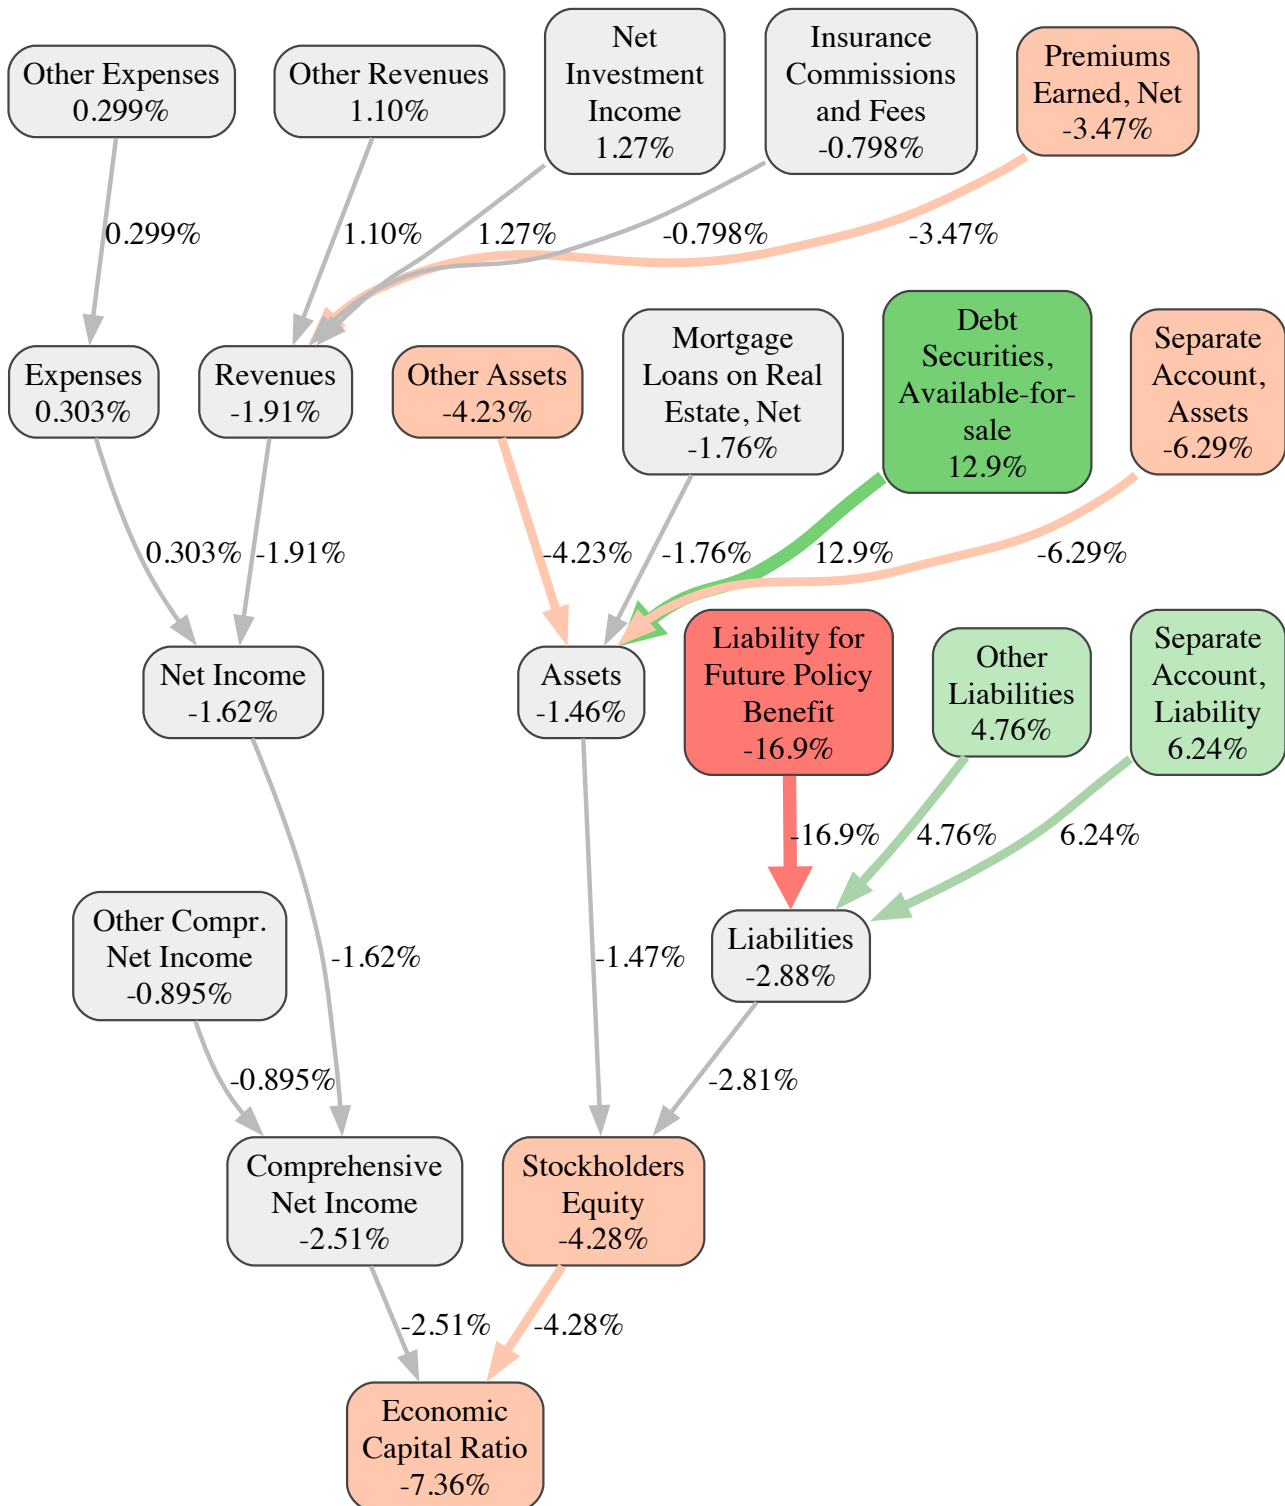 Other Expenses
0.299%
Other Revenues
1.10%
Net
Investment
Income
1.27%
Insurance
Commissions
and Fees
-0.798%
Premiums
Earned, Net
-3.47%
0.299%
1.10%
1.27%
-0.798%
-3.47%
Expenses
0.303%
Revenues
-1.91%
Other Assets
-4.23%
Mortgage
Loans on Real
Estate, Net
-1.76%
Debt
Securities,
Available-for-
sale
12.9%
Separate
Account,
Assets
-6.29%
0.303%
-1.91%
-4.23%
-1.76%
12.9%
-6.29%
Net Income
-1.62%
Assets
-1.46%
Liability for
Future Policy
Benefit
-16.9%
Other
Liabilities
4.76%
Separate
Account,
Liability
6.24%
-16.9%
4.76%
6.24%
Other Compr.
Net Income
-0.895%
-1.62%
-1.47%
Liabilities
-2.88%
-0.895%
-2.81%
Comprehensive
Net Income
-2.51%
Stockholders
Equity
-4.28%
-2.51%
-4.28%
Economic
Capital Ratio
-7.36%